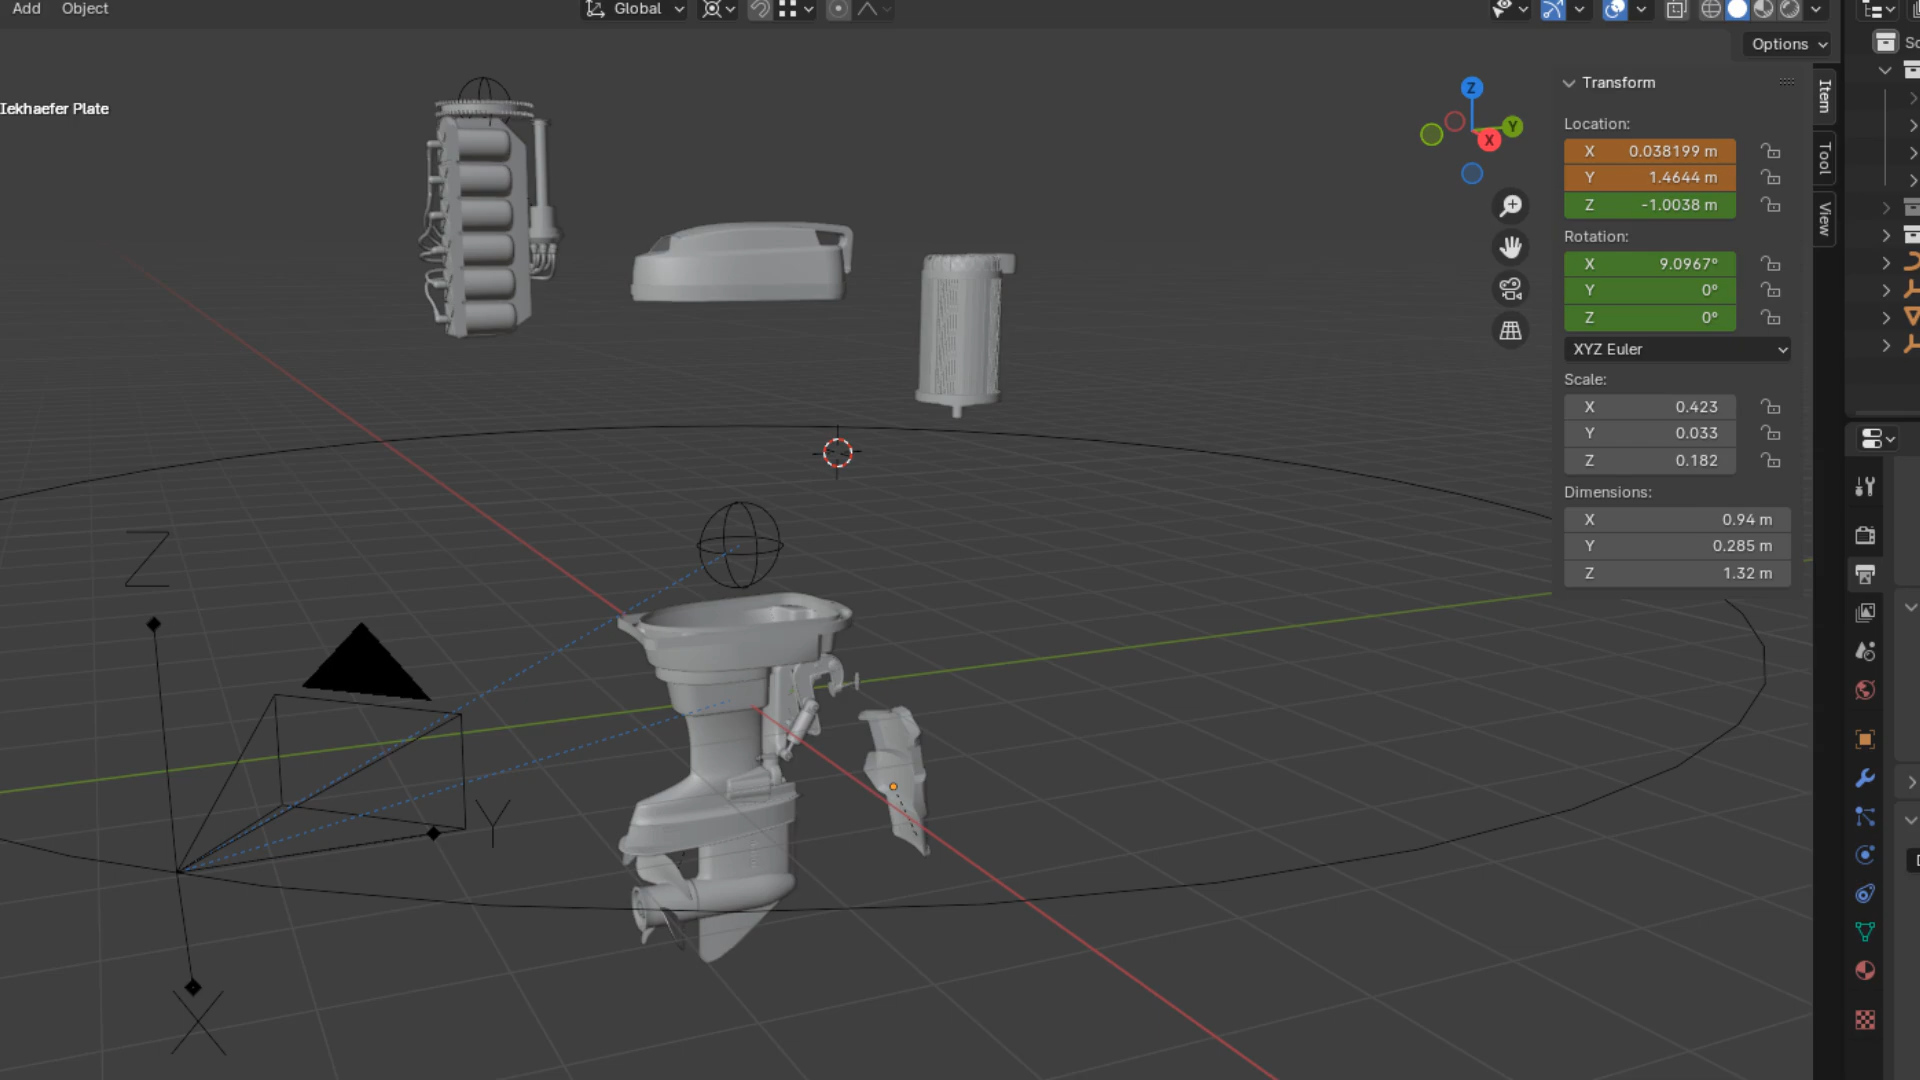 Add Object Global
Options
Iekhaefer Plate
Transform
Location:
X 0.038199 m
Y 1.4644 m
Z -1.0038 m
Rotation:
X 9.0967°
Y 0°
Z 0°
XYZ Euler
Scale:
X 0.423
Y 0.033
Z 0.182
Dimensions:
X 0.94 m
Y 0.285 m
Z 1.32 m
Item
Tool
View
Z
Y
X
Z
Y
X
Sc